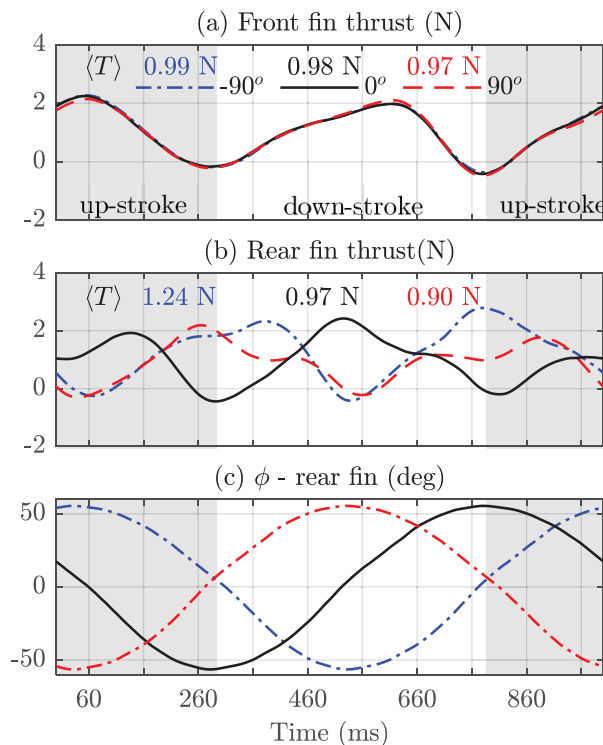 (a) Front fin thrust (N)
4
⟨T⟩ 0.99 N 0.98 N 0.97 N
-90° 0° 90°
2
0
up-stroke down-stroke up-stroke
-2
(b) Rear fin thrust(N)
4
⟨T⟩ 1.24 N 0.97 N 0.90 N
2
0
-2
(c) ϕ - rear fin (deg)
50
0
-50
60 260 460 660 860
Time (ms)